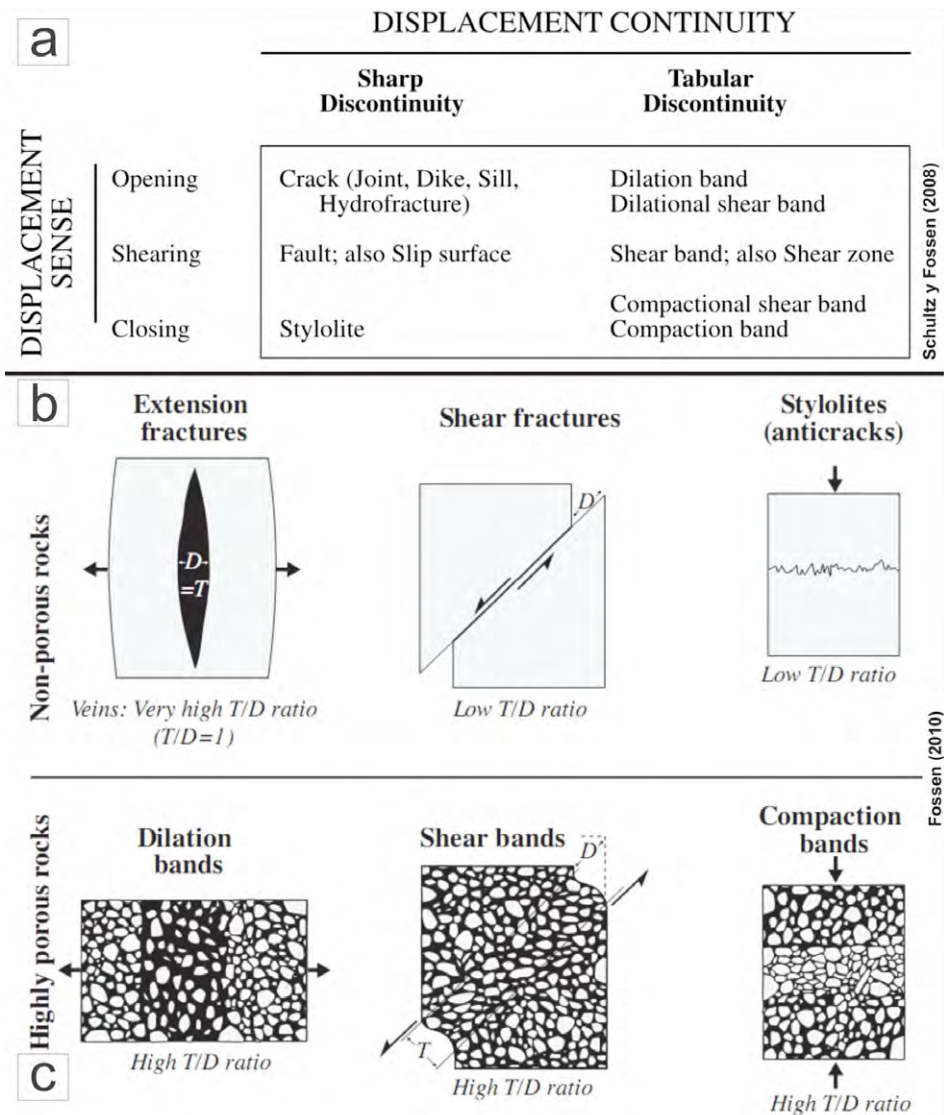 a
DISPLACEMENT CONTINUITY
Sharp Discontinuity
Tabular Discontinuity
DISPLACEMENT SENSE
Opening
Crack (Joint, Dike, Sill, Hydrofracture)
Dilation band
Dilational shear band
Shearing
Fault; also Slip surface
Shear band; also Shear zone
Closing
Stylolite
Compactional shear band
Compaction band
Schultz y Fossen (2008)
b
Non-porous rocks
Extension fractures
-D-
=T
Veins: Very high T/D ratio
(T/D=1)
Shear fractures
D
Low T/D ratio
Stylolites
(anticracks)
Low T/D ratio
Fossen (2010)
Highly porous rocks
Dilation bands
High T/D ratio
Shear bands
D
T
High T/D ratio
Compaction bands
High T/D ratio
c